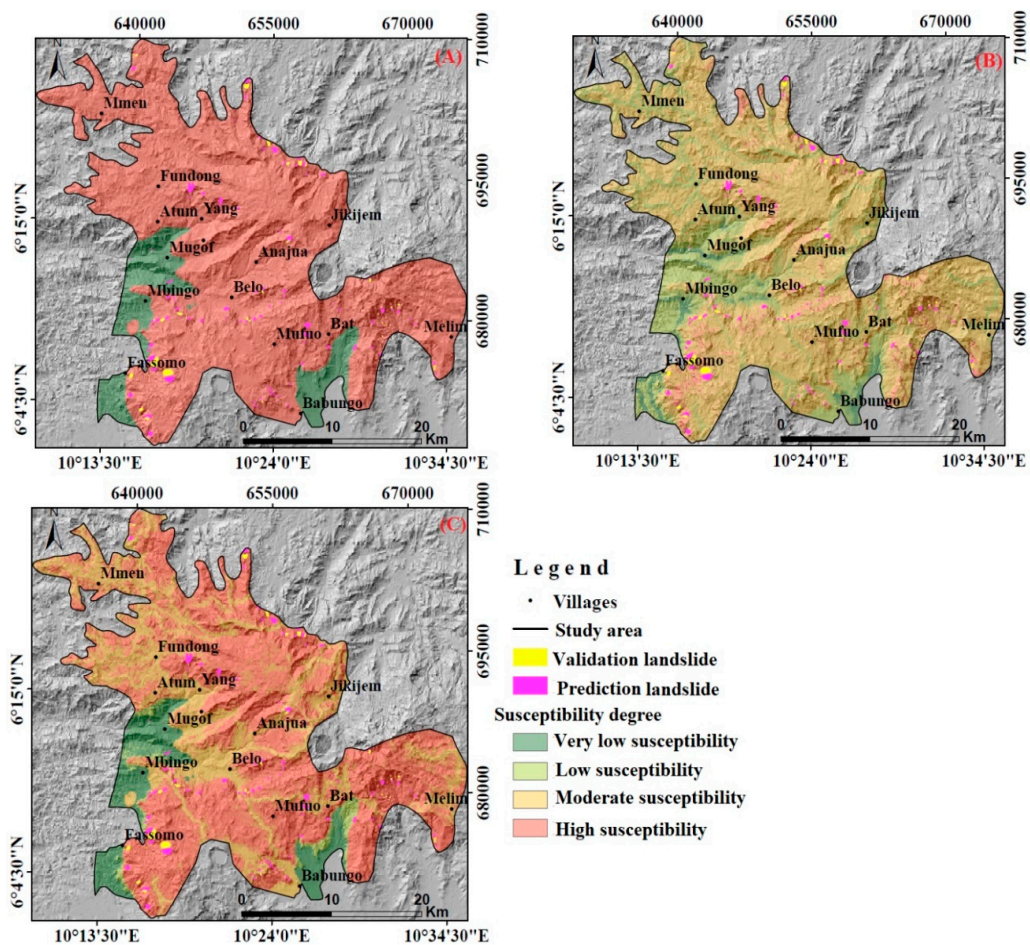 640000 655000 670000
640000 655000 670000
N
(A)
710000
N
(B)
710000
Mmen
Mmen
Fundong
695000
Fundong
695000
6°15'0"N
Atum Yang
Jikijem
6°15'0"N
Atum Yang
Jikijem
Mugof
Anajua
Mugof
Anajua
Mbingo
Belo
Mbingo
Belo
Mufuo
Bat
Melim
680000
Mufuo
Bat
Melim
680000
Fassomo
Fassomo
6°4'30"N
Babungo
6°4'30"N
Babungo
0 10 20
Km
0 10 20
Km
10°13'30"E 10°24'0"E 10°34'30"E
10°13'30"E 10°24'0"E 10°34'30"E
640000 655000 670000
N
(C)
710000
Mmen
Fundong
695000
6°15'0"N
Atum Yang
Jikijem
Mugof
Anajua
Mbingo
Belo
Mufuo
Bat
Melim
680000
Fassomo
6°4'30"N
Babungo
0 10 20
Km
10°13'30"E 10°24'0"E 10°34'30"E
Legend
Villages
Study area
Validation landslide
Prediction landslide
Susceptibility degree
Very low susceptibility
Low susceptibility
Moderate susceptibility
High susceptibility